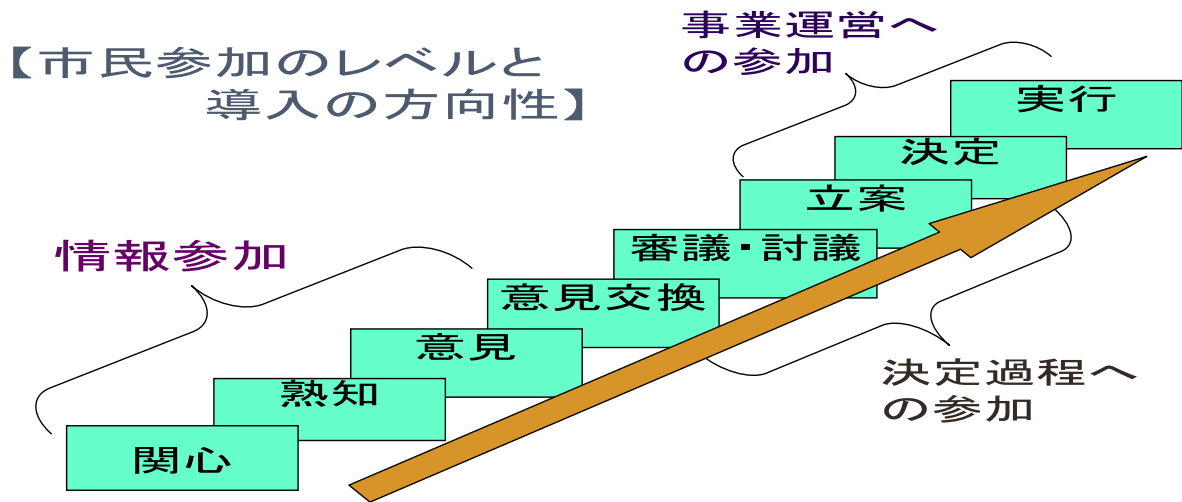 【市民参加のレベルと
導入の方向性】
事業運営へ
の参加
実行
決定
立案
審議・討議
情報参加
意見交換
意見
熟知
関心
決定過程へ
の参加